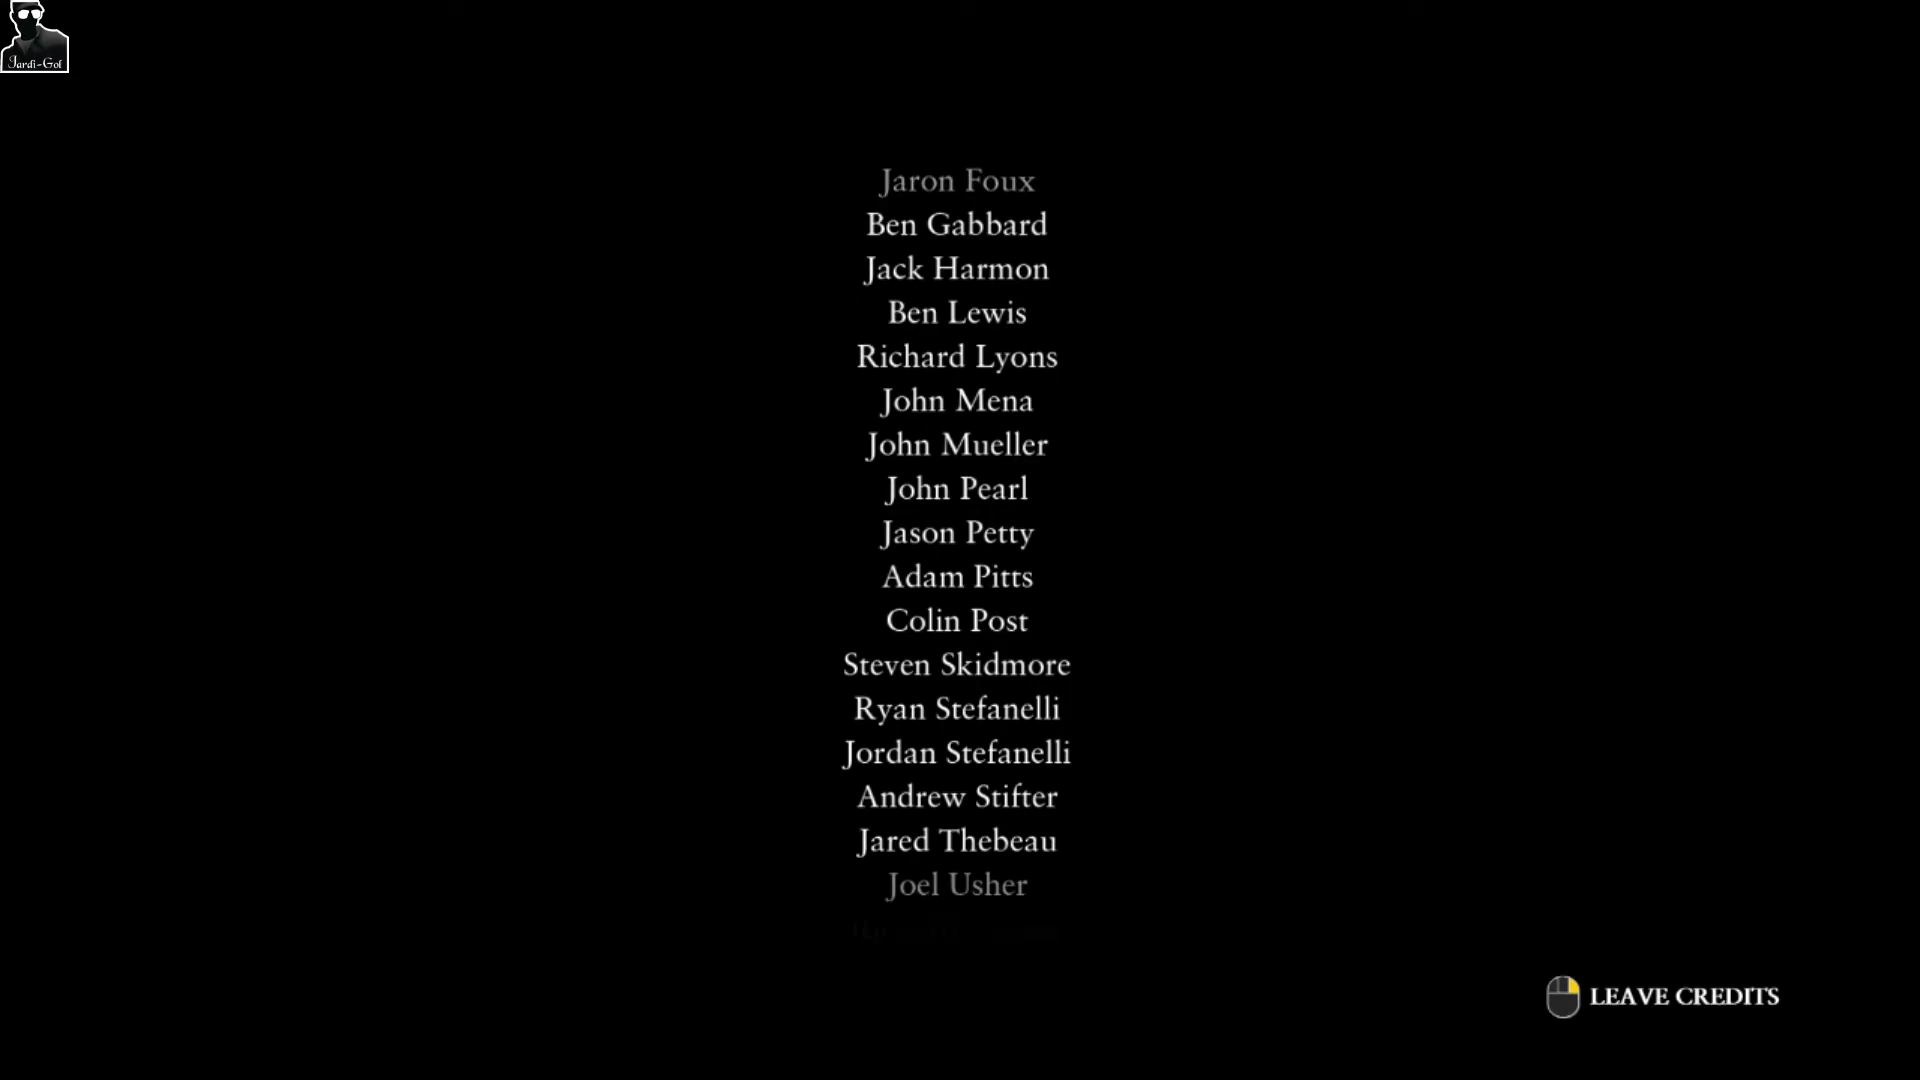 Jardi-Gol
Jaron Foux
Ben Gabbard
Jack Harmon
Ben Lewis
Richard Lyons
John Mena
John Mueller
John Pearl
Jason Petty
Adam Pitts
Colin Post
Steven Skidmore
Ryan Stefanelli
Jordan Stefanelli
Andrew Stifter
Jared Thebeau
Joel Usher
LEAVE CREDITS